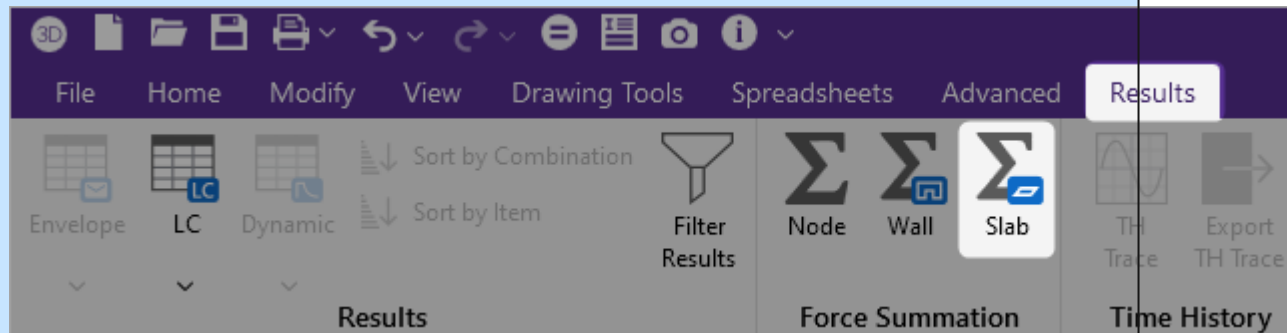 3D
File Home Modify View Drawing Tools Spreadsheets Advanced Results
Envelope
LC
LC
Dynamic
Sort by Combination
Sort by Item
Filter
Results
Node
Wall
Slab
TH
Trace
Export
TH Trace
Results
Force Summation
Time History